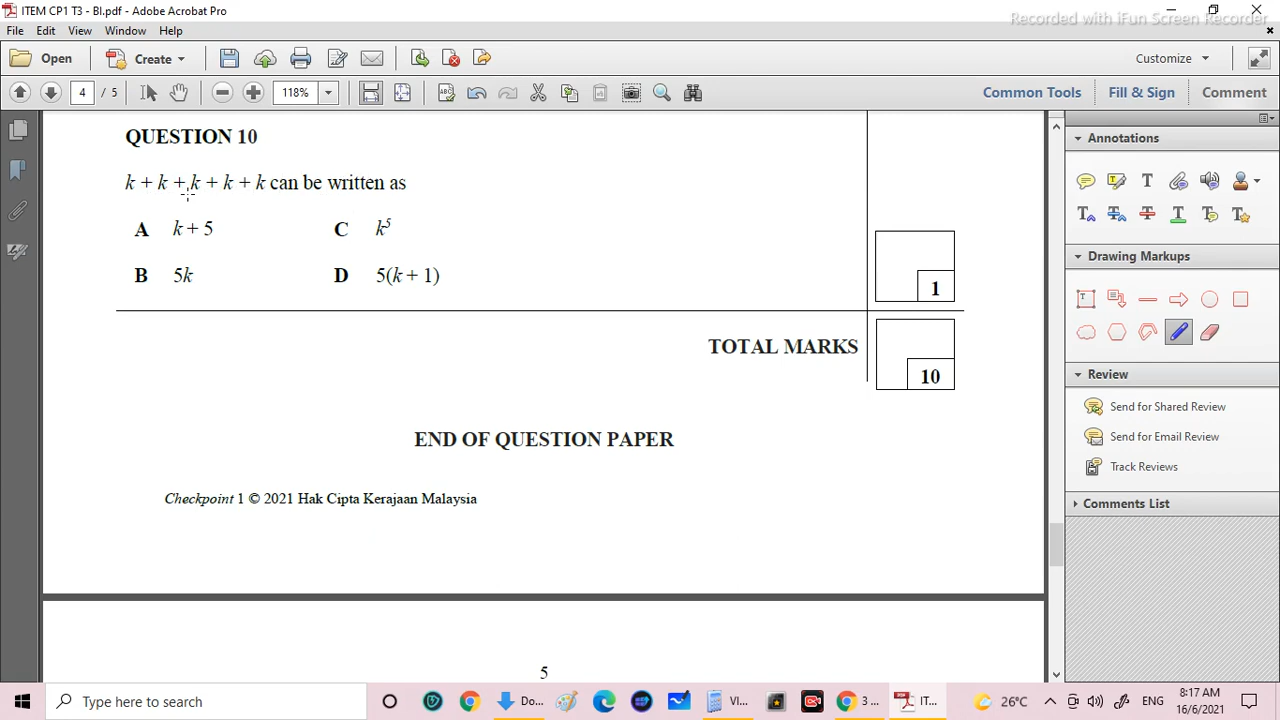 ITEM CP1 T3 - BI.pdf - Adobe Acrobat Pro
Recorded with iFun Screen Recorder
File Edit View Window Help
Open Create Customize
4 / 5 118% Common Tools Fill & Sign Comment
QUESTION 10
k + k + k + k + k can be written as
A k + 5 C k⁵
B 5k D 5(k + 1)
1
TOTAL MARKS
10
END OF QUESTION PAPER
Checkpoint 1 © 2021 Hak Cipta Kerajaan Malaysia
5
Annotations
Drawing Markups
Review
Send for Shared Review
Send for Email Review
Track Reviews
Comments List
Type here to search Do... VI... 3 ... IT... 26°C ENG 8:17 AM
16/6/2021